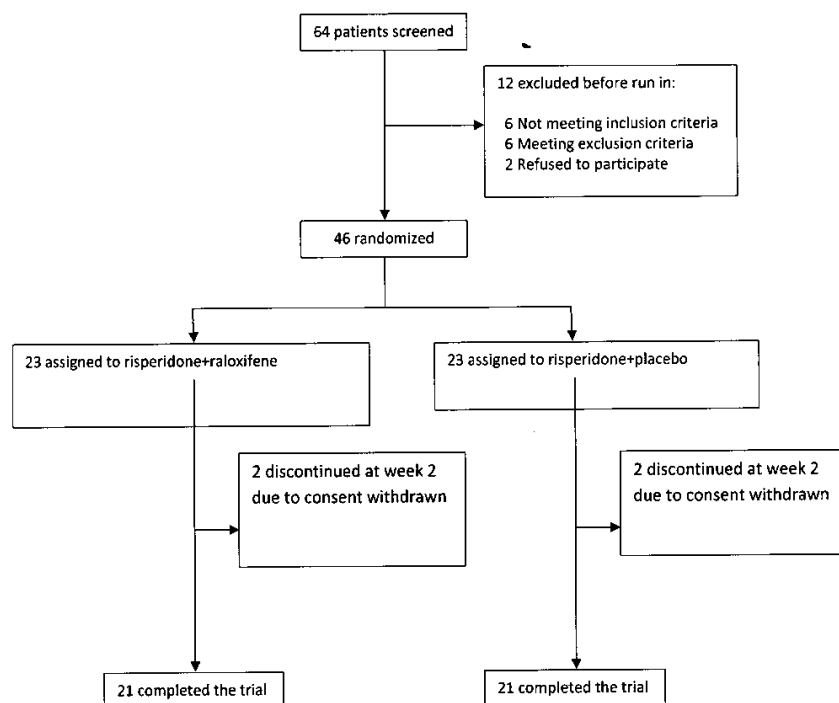 64 patients screened
12 excluded before run in:
6 Not meeting inclusion criteria
6 Meeting exclusion criteria
2 Refused to participate
46 randomized
23 assigned to risperidone+raloxifene
23 assigned to risperidone+placebo
2 discontinued at week 2
due to consent withdrawn
2 discontinued at week 2
due to consent withdrawn
21 completed the trial
21 completed the trial